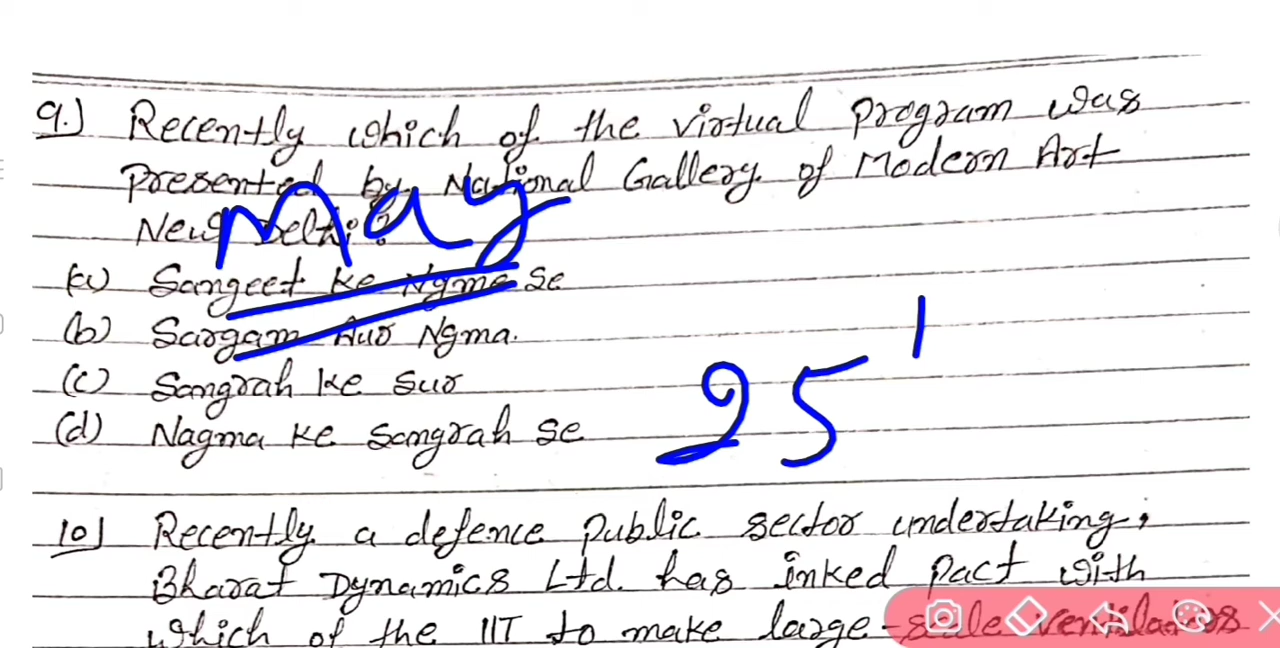 9.) Recently which of the virtual program was
Presented by National Gallery of Modern Art
New Delhi?
May
(a) Sangeet ke Ngma se
(b) Sargam Aur Ngma.
(c) Sangrah ke sur
(d) Nagma ke sangrah se
25'
10) Recently a defence public sector undertaking,
Bharat Dynamics Ltd. has inked pact with
which of the IIT to make large-scale ventilators